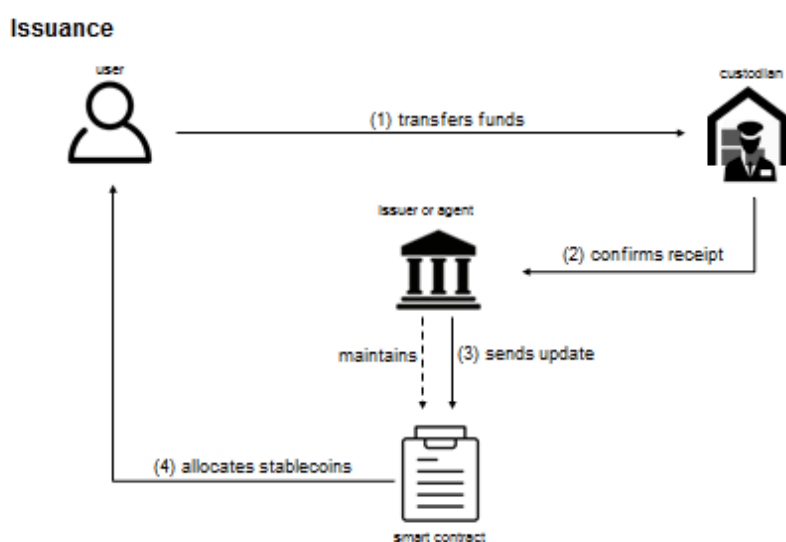 Issuance
user
custodian
(1) transfers funds
Issuer or agent
(2) confirms receipt
maintains
(3) sends update
(4) allocates stablecoins
smart contract